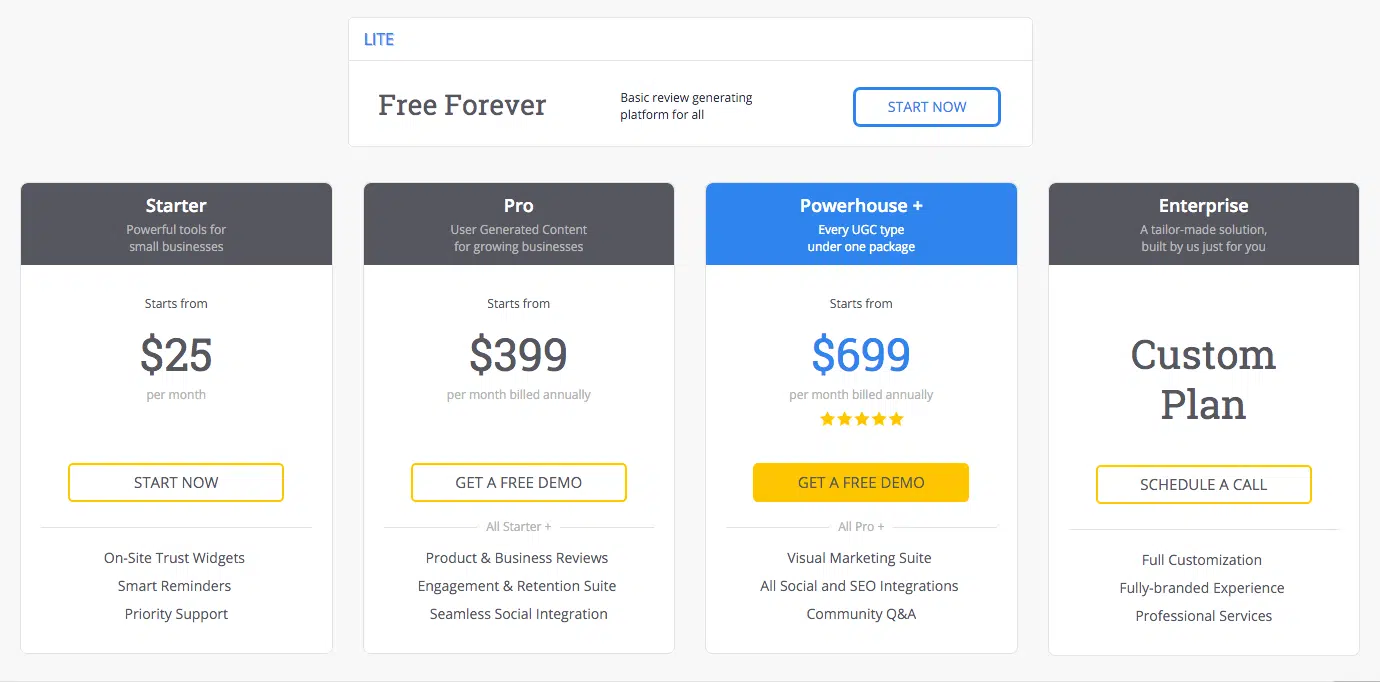 LITE
Free Forever
Basic review generating
platform for all
START NOW
Starter
Powerful tools for
small businesses
Starts from
$25
per month
START NOW
On-Site Trust Widgets
Smart Reminders
Priority Support
Pro
User Generated Content
for growing businesses
Starts from
$399
per month billed annually
GET A FREE DEMO
All Starter +
Product & Business Reviews
Engagement & Retention Suite
Seamless Social Integration
Powerhouse +
Every UGC type
under one package
Starts from
$699
per month billed annually
GET A FREE DEMO
All Pro +
Visual Marketing Suite
All Social and SEO Integrations
Community Q&A
Enterprise
A tailor-made solution,
built by us just for you
Custom
Plan
SCHEDULE A CALL
Full Customization
Fully-branded Experience
Professional Services